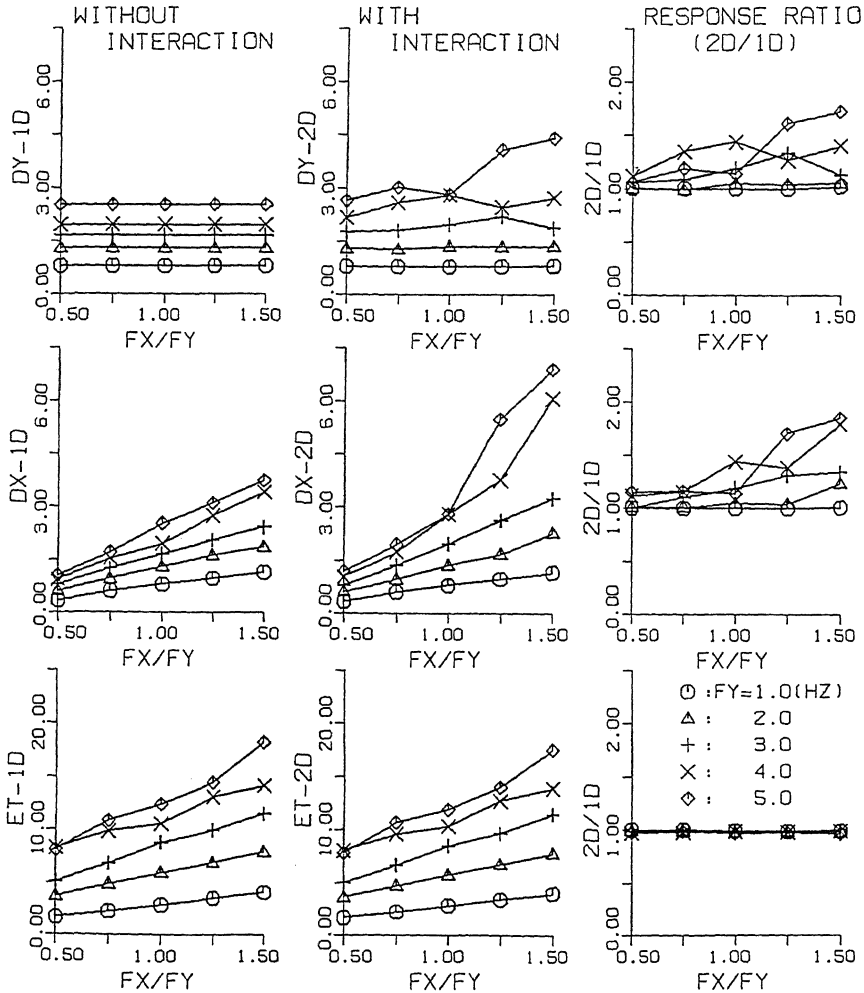 WITHOUT INTERACTION
WITH INTERACTION
RESPONSE RATIO
(2D/1D)
DY-1D
0.00 3.00 6.00
0.50 1.00 1.50
FX/FY
DY-2D
0.00 3.00 6.00
0.50 1.00 1.50
FX/FY
2D/1D
0.00 1.00 2.00
0.50 1.00 1.50
FX/FY
DX-1D
0.00 3.00 6.00
0.50 1.00 1.50
FX/FY
DX-2D
0.00 3.00 6.00
0.50 1.00 1.50
FX/FY
2D/1D
0.00 1.00 2.00
0.50 1.00 1.50
FX/FY
ET-1D
0.00 10.00 20.00
0.50 1.00 1.50
FX/FY
ET-2D
0.00 10.00 20.00
0.50 1.00 1.50
FX/FY
2D/1D
0.00 1.00 2.00
:FY=1.0(HZ)
: 2.0
: 3.0
: 4.0
: 5.0
0.50 1.00 1.50
FX/FY